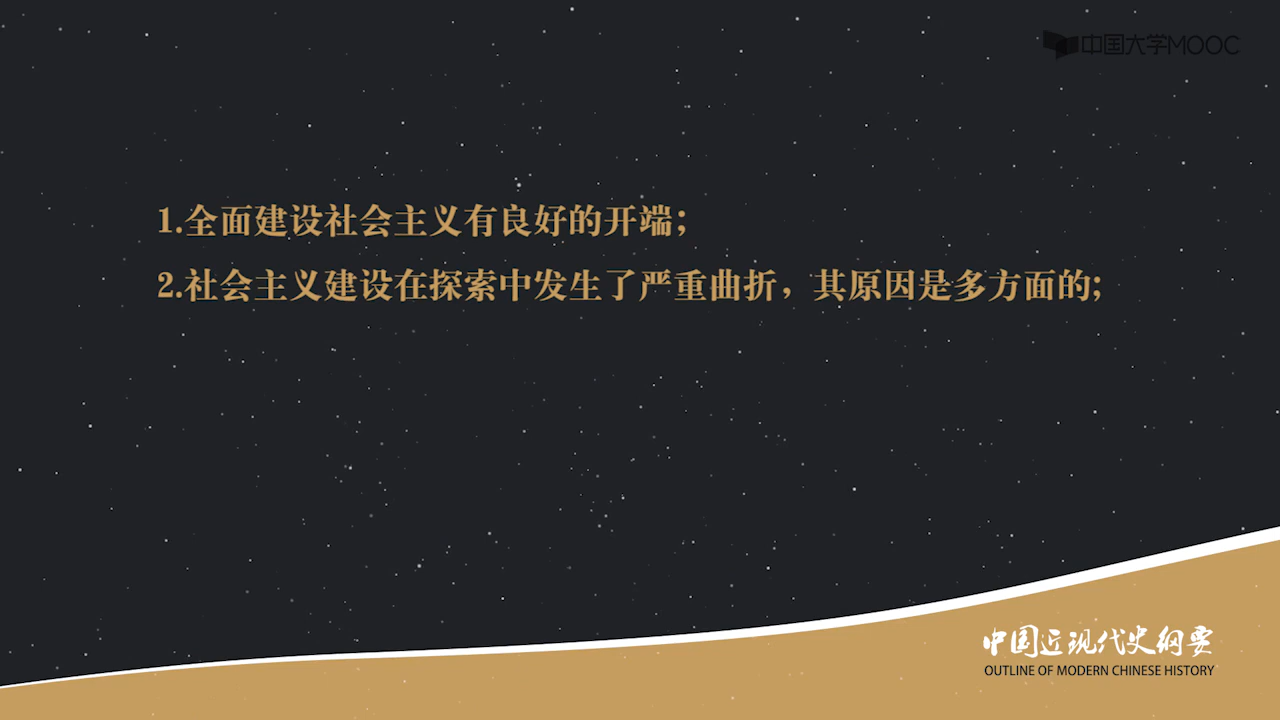 中国大学MOOC
1.全面建设社会主义有良好的开端；
2.社会主义建设在探索中发生了严重曲折，其原因是多方面的;
中国近现代史纲要
OUTLINE OF MODERN CHINESE HISTORY